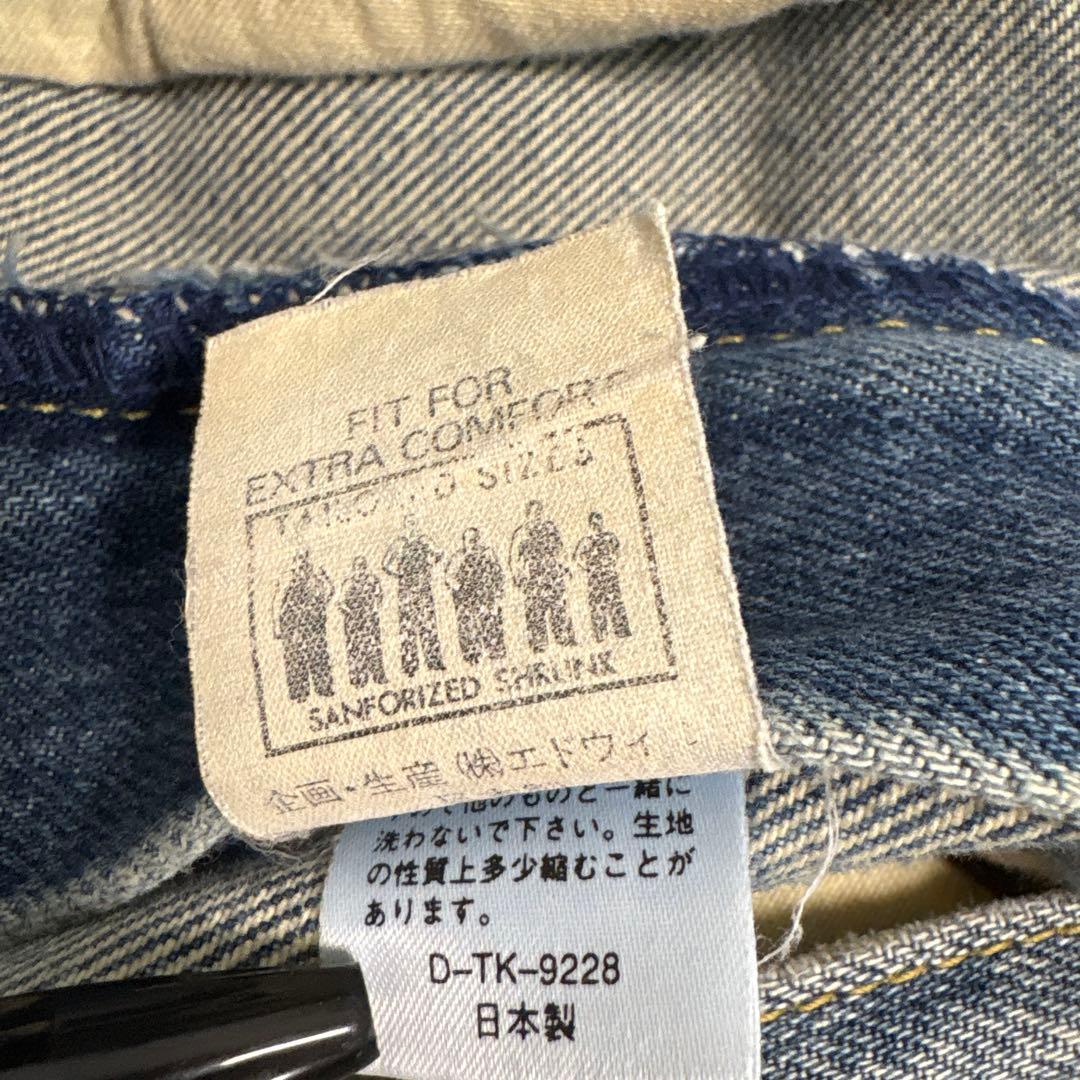 FIT FOR
EXTRA COMFORT
TAILORED SIZES
SANFORIZED SHRUNK
企画・生産 ㈱エドウィ
他のものと一緒に
洗わないで下さい。生地
の性質上多少縮むことが
あります。
D-TK-9228
日本製